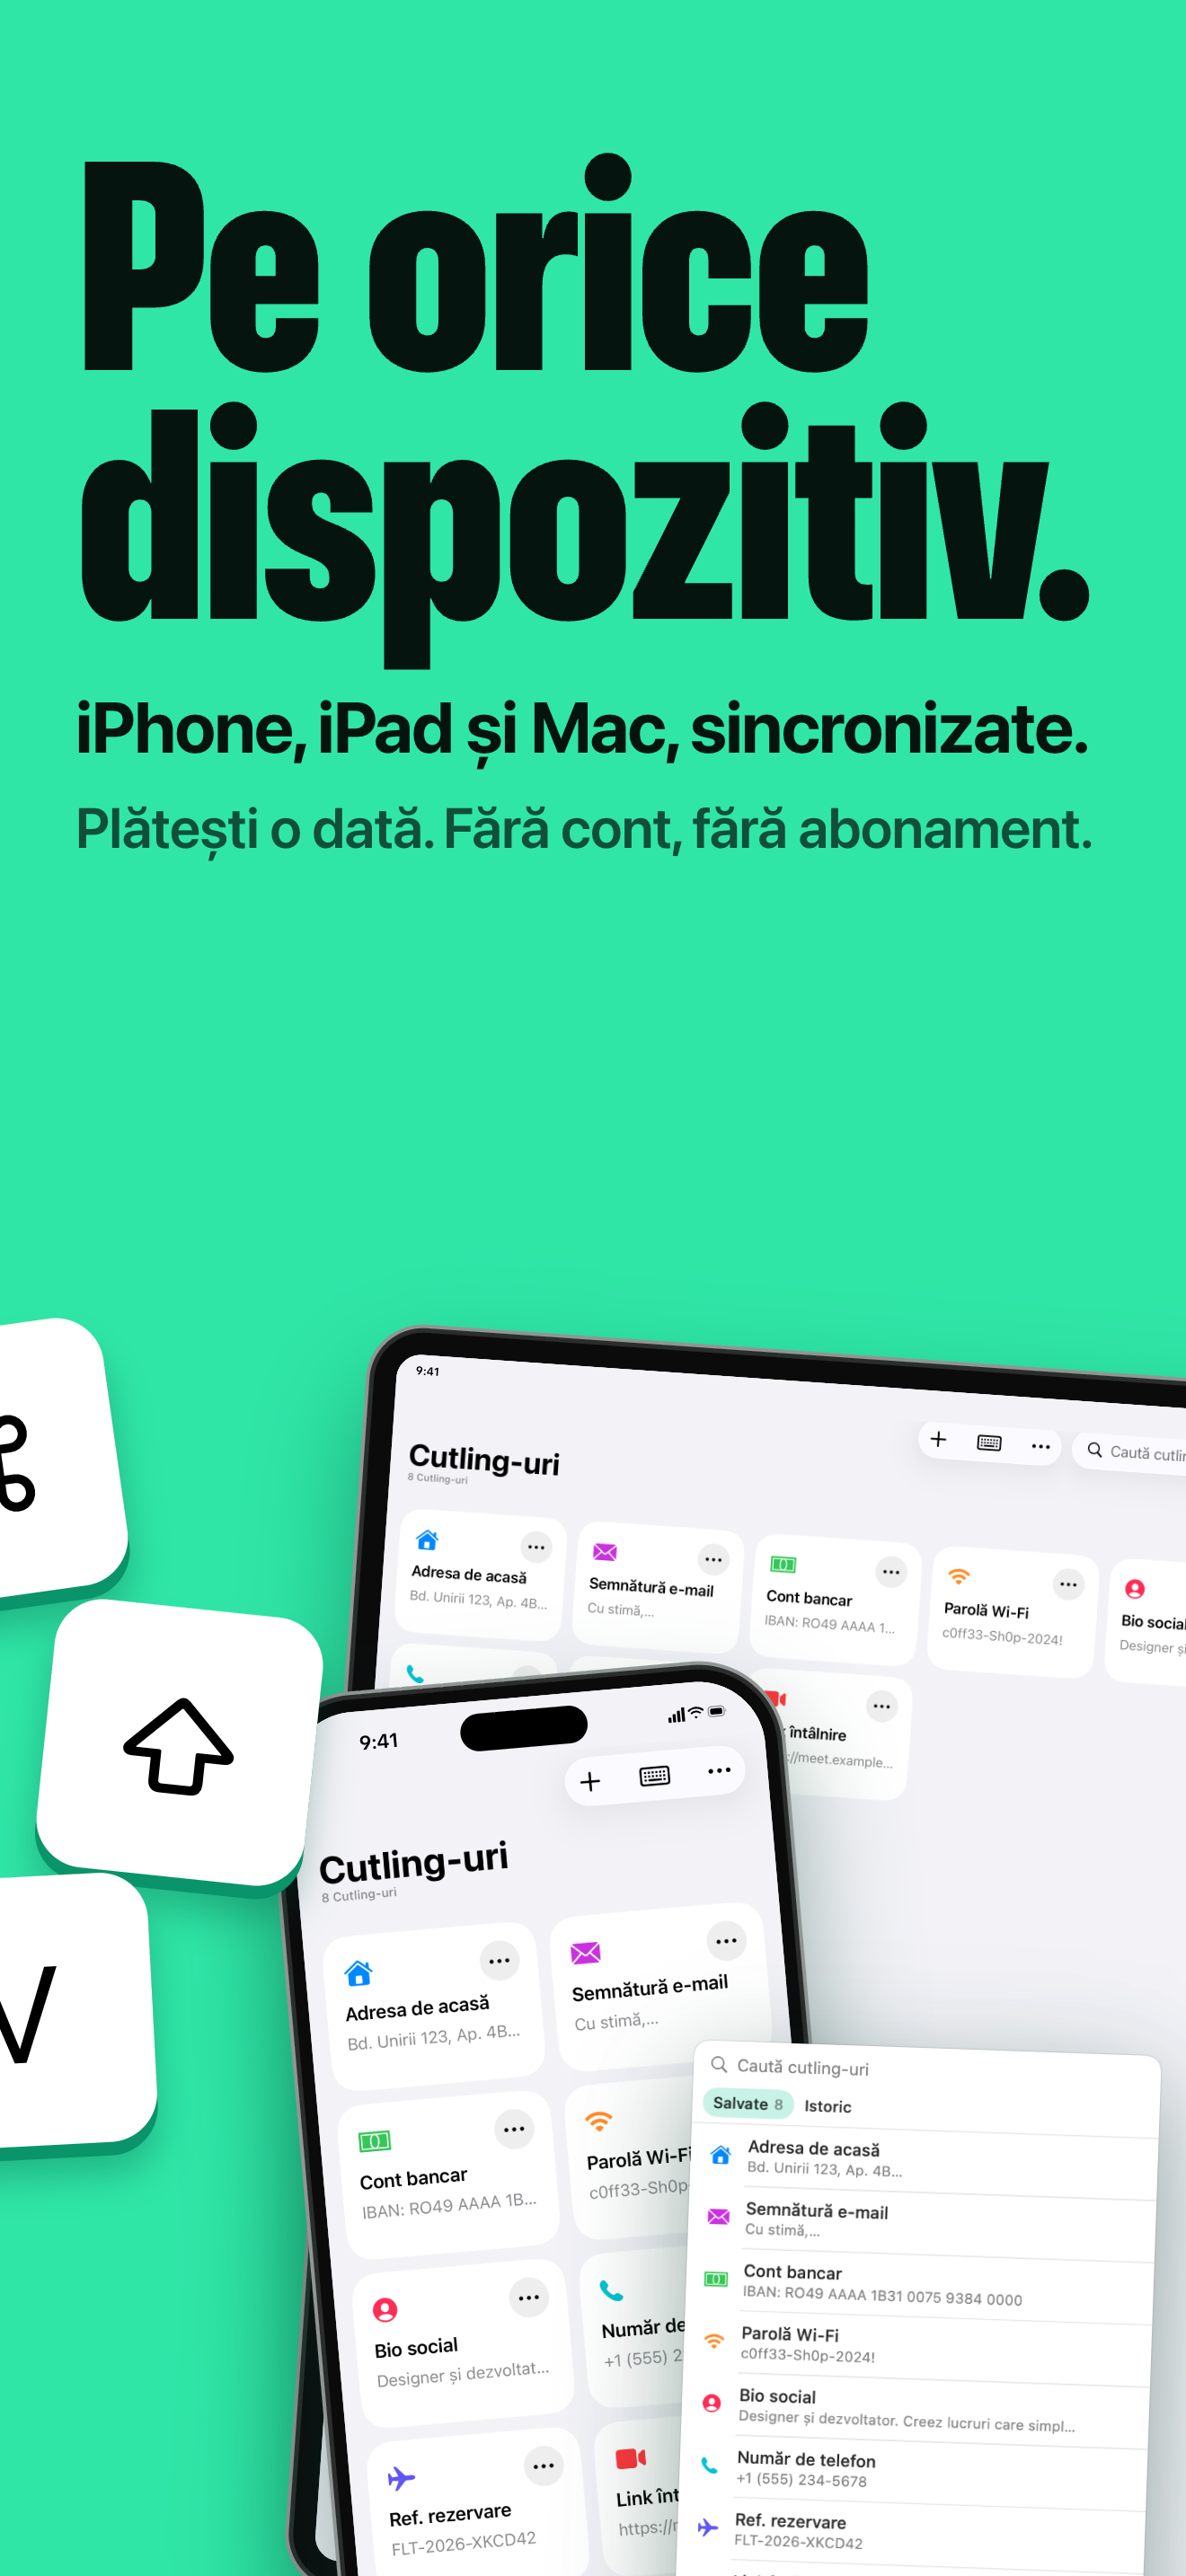 Pe orice
dispozitiv.
iPhone, iPad și Mac, sincronizate.
Plătești o dată. Fără cont, fără abonament.
9:41
Cutling-uri
8 Cutling-uri
Caută
Adresa de acasă
Bd. Unirii 123, Ap. 4B...
Semnătură e-mail
Cu stimă,...
Cont bancar
IBAN: RO49 AAAA 1...
Parolă Wi-Fi
c0ff33-Sh0p-2024!
Bio social
Designer și
întâlnire
://meet.example...
9:41
Cutling-uri
8 Cutling-uri
Adresa de acasă
Bd. Unirii 123, Ap. 4B...
Semnătură e-mail
Cu stimă,...
Cont bancar
IBAN: RO49 AAAA 1B...
Parolă Wi-Fi
c0ff33-Sh0p-
Bio social
Designer și dezvoltat...
Număr de
+1 (555) 2
Ref. rezervare
FLT-2026-XKCD42
Link înt
https://
V
Caută cutling-uri
Salvate 8
Istoric
Adresa de acasă
Bd. Unirii 123, Ap. 4B...
Semnătură e-mail
Cu stimă,...
Cont bancar
IBAN: RO49 AAAA 1B31 0075 9384 0000
Parolă Wi-Fi
c0ff33-Sh0p-2024!
Bio social
Designer și dezvoltator. Creez lucruri care simpl...
Număr de telefon
+1 (555) 234-5678
Ref. rezervare
FLT-2026-XKCD42